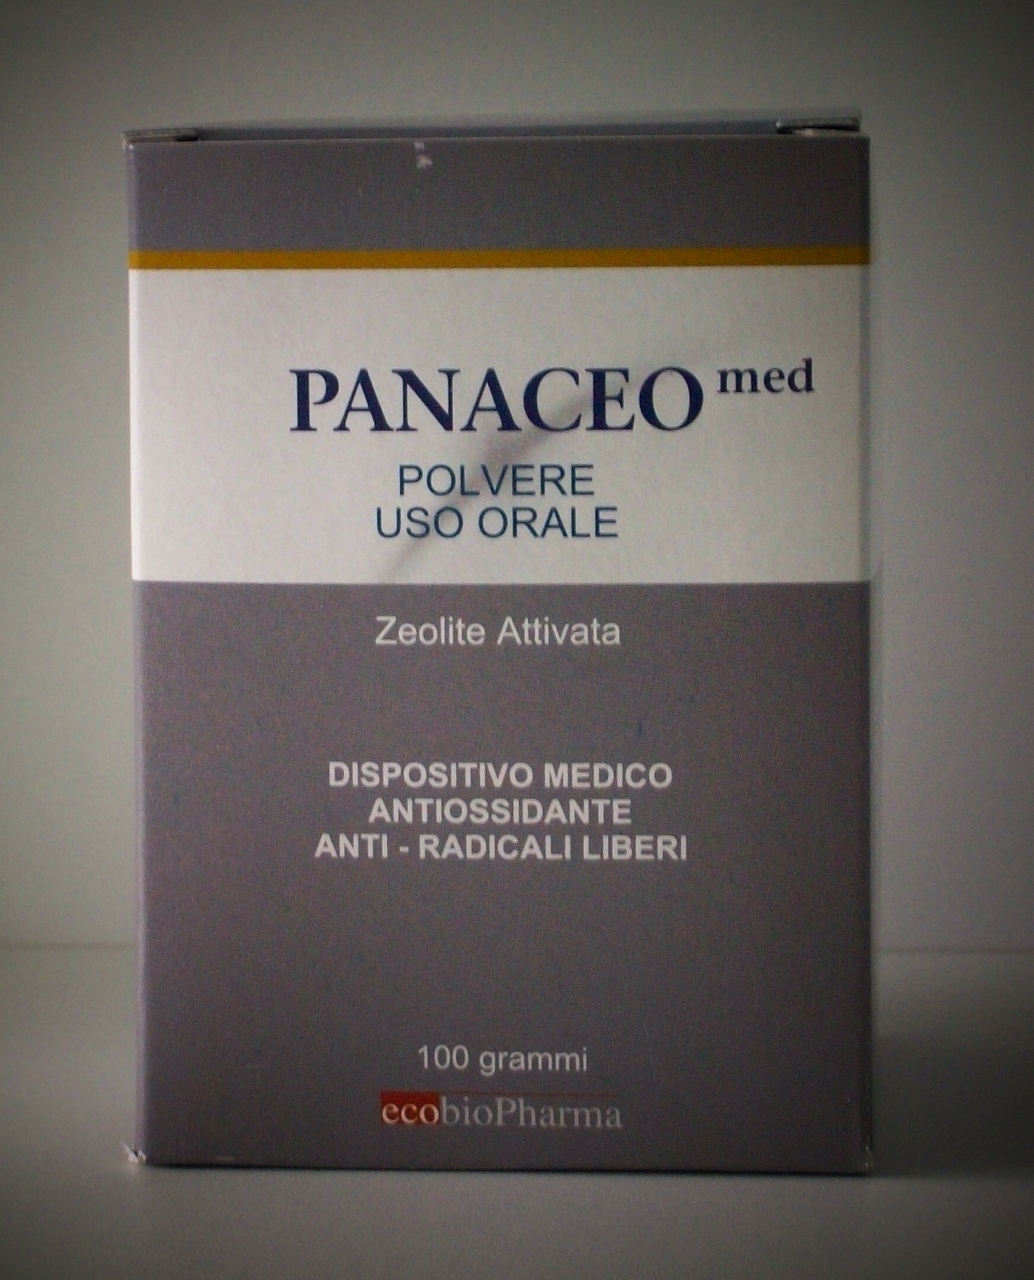 PANACEO med
POLVERE
USO ORALE
Zeolite Attivata
DISPOSITIVO MEDICO
ANTIOSSIDANTE
ANTI - RADICALI LIBERI
100 grammi
ecobioPharma